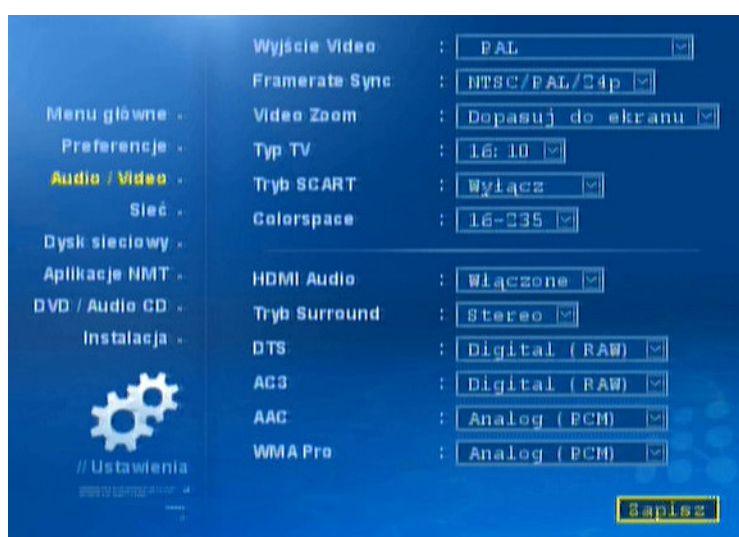 Wyjście Video : PAL
Framerate Sync : NTSC/PAL/24p
Menu główne
Video Zoom : Dopasuj do ekranu
Preferencje
Typ TV : 16:10
Audio / Video
Tryb SCART : Wyłącz
Sieć
Colorspace : 16-235
Dysk sieciowy
Aplikacje NMT
HDMI Audio : Włączone
DVD / Audio CD
Tryb Surround : Stereo
Instalacja
DTS : Digital (RAW)
AC3 : Digital (RAW)
AAC : Analog (PCM)
WMA Pro : Analog (PCM)
// Ustawienia
Zapisz